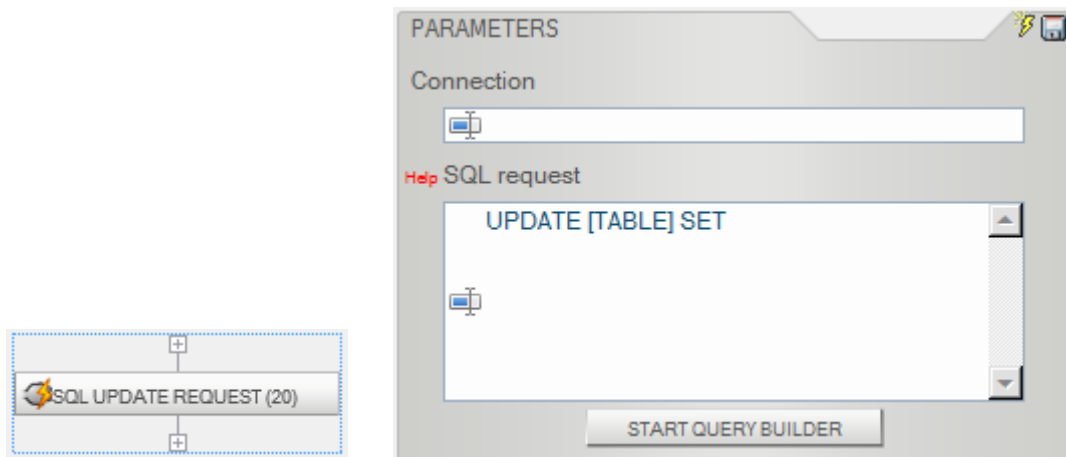 PARAMETERS
Connection
Help SQL request
UPDATE [TABLE] SET
SQL UPDATE REQUEST (20)
START QUERY BUILDER